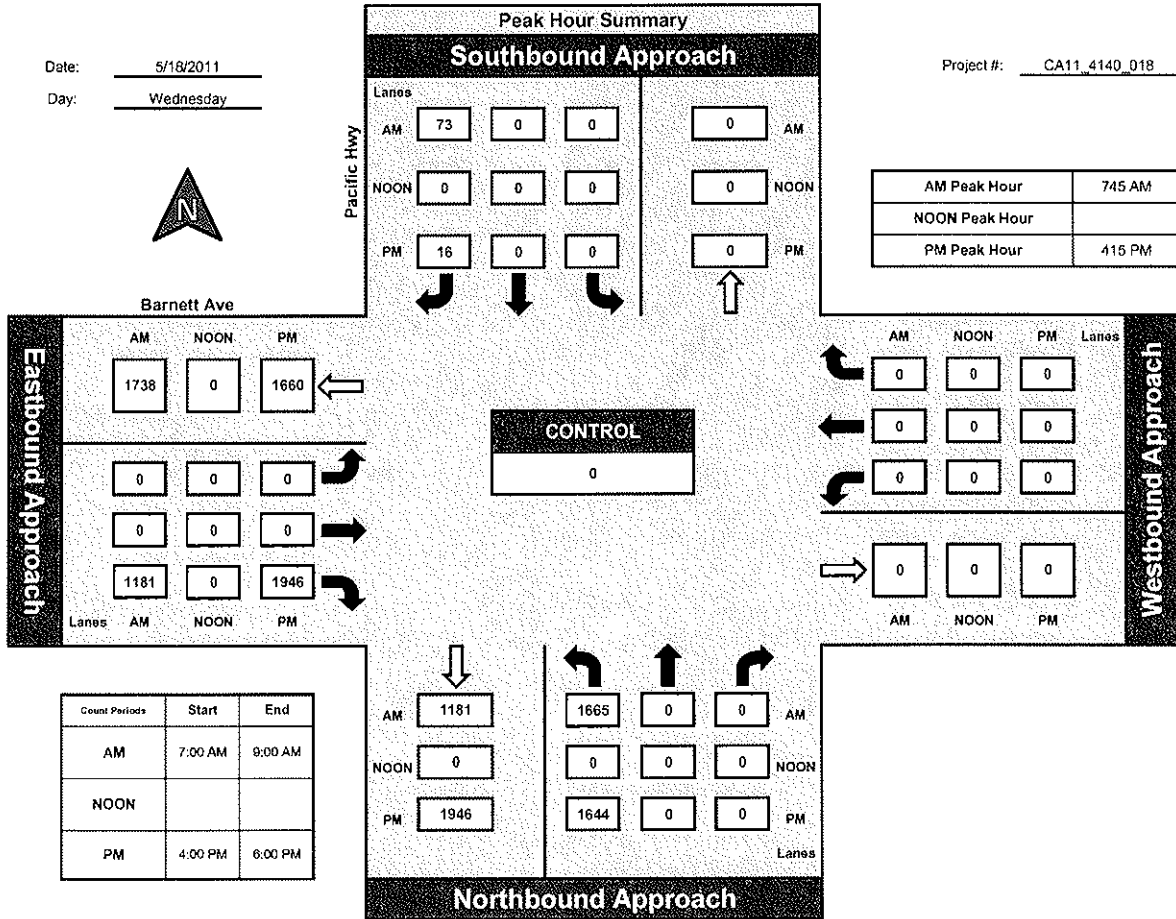 Peak Hour Summary
Southbound Approach
Date: 5/18/2011
Day: Wednesday
Project #: CA11_4140_018
N
Pacific Hwy
Lanes
AM 73 0 0 0 AM
NOON 0 0 0 0 NOON
PM 16 0 0 0 PM
AM Peak Hour 745 AM
NOON Peak Hour
PM Peak Hour 415 PM
Barnett Ave
Eastbound Approach
AM NOON PM
1738 0 1660
0 0 0
0 0 0
1181 0 1946
Lanes AM NOON PM
CONTROL
0
AM NOON PM Lanes
0 0 0
0 0 0
0 0 0
0 0 0
AM NOON PM
Westbound Approach
Count Periods Start End
AM 7:00 AM 9:00 AM
NOON
PM 4:00 PM 6:00 PM
AM 1181 1665 0 0 AM
NOON 0 0 0 0 NOON
PM 1946 1644 0 0 PM
Lanes
Northbound Approach